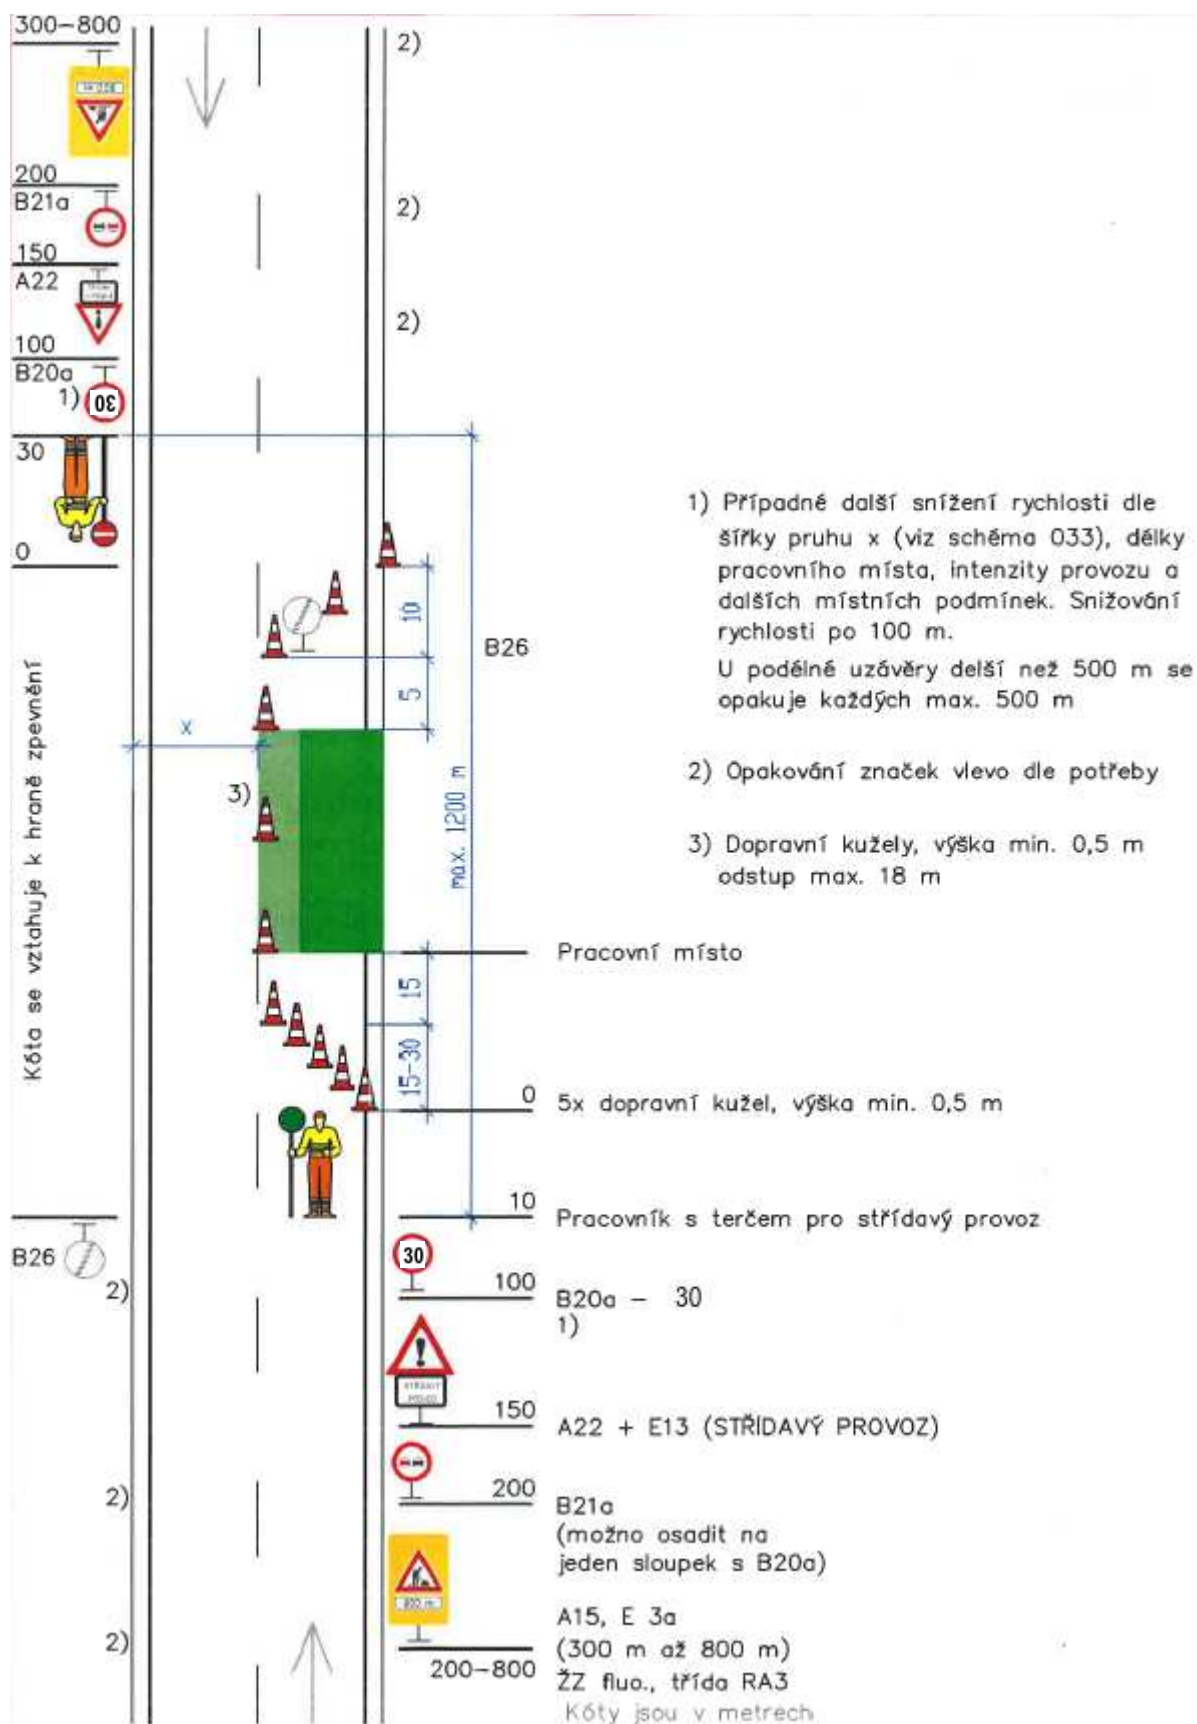 300-800
2)
200
B21a
2)
150
A22
2)
100
B20a
1)
30
30
0
10
B26
5
x
3)
max. 1200 m
Kóta se vztahuje k hraně zpevnění
1) Případné další snížení rychlosti dle
šířky pruhu x (viz schéma 033), délky
pracovního místa, intenzity provozu a
dalších místních podmínek. Snižování
rychlosti po 100 m.
U podélné uzávěry delší než 500 m se
opakuje každých max. 500 m
2) Opakování značek vlevo dle potřeby
3) Dopravní kužely, výška min. 0,5 m
odstup max. 18 m
Pracovní místo
15
15-30
0
5x dopravní kužel, výška min. 0,5 m
10
Pracovník s terčem pro střídavý provoz
B26
30
2)
100
B20a - 30
1)
STŘÍDAVÝ
PROVOZ
150
A22 + E13 (STŘÍDAVÝ PROVOZ)
2)
200
B21a
(možno osadit na
jeden sloupek s B20a)
2)
A15, E 3a
(300 m až 800 m)
200-800
ŽZ fluo., třída RA3
Kóty jsou v metrech